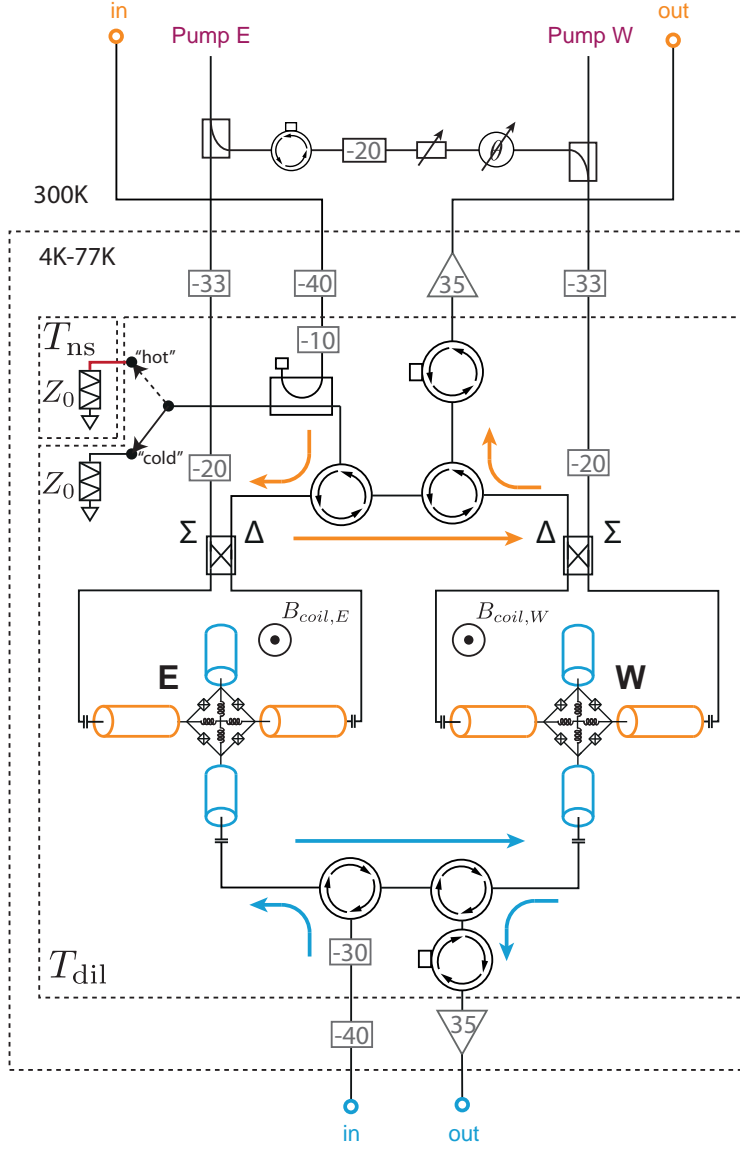 in
out
Pump E
Pump W
-20
θ
300K
4K-77K
-33
-40
35
-33
-10
T_ns
"hot"
Z_0
"cold"
Z_0
-20
-20
Σ
Δ
Δ
Σ
B_coil,E
B_coil,W
E
W
-30
T_dil
-40
35
in
out